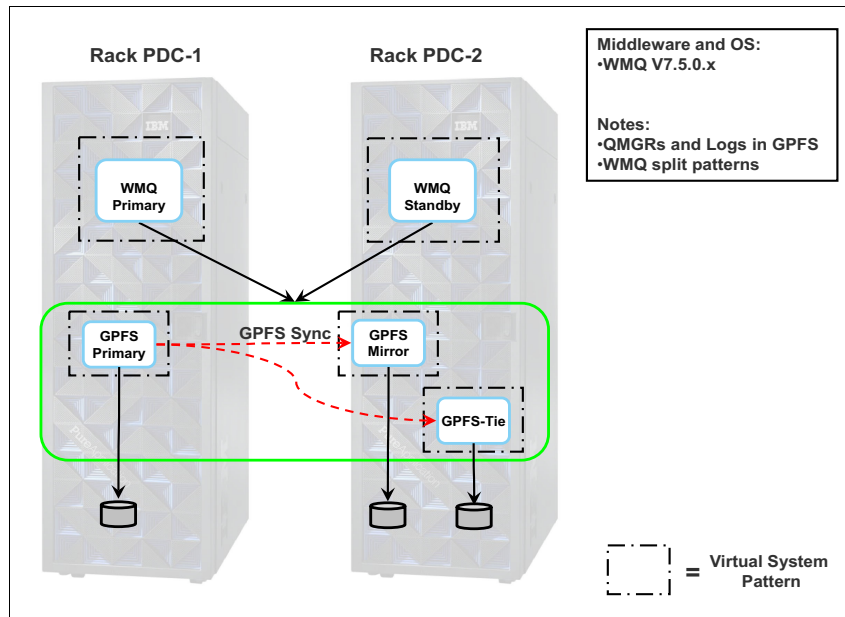 Rack PDC-1
Rack PDC-2
Middleware and OS:
•WMQ V7.5.0.x
Notes:
•QMGRs and Logs in GPFS
•WMQ split patterns
IBM
IBM
WMQ
Primary
WMQ
Standby
GPFS
Primary
GPFS Sync
GPFS
Mirror
GPFS-Tie
= Virtual System
Pattern